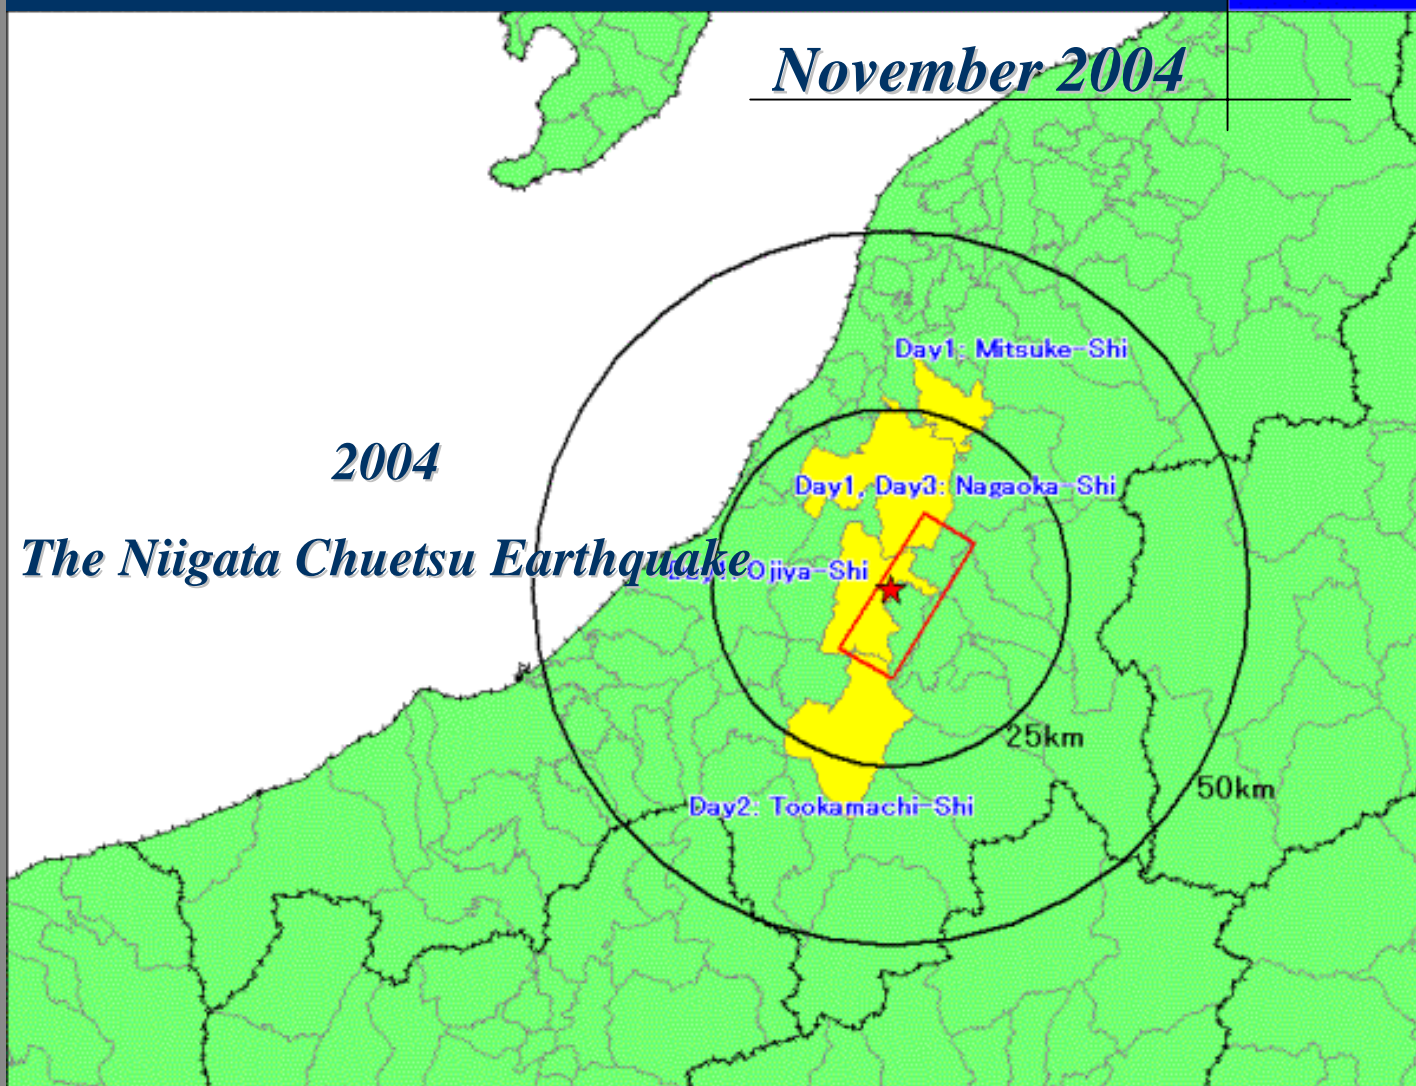 November 2004
Day1: Mitsuke-Shi
2004
Day1, Day3: Nagaoka-Shi
The Niigata Chuetsu Earthquake
Ojiya-Shi
25km
50km
Day2: Tookamachi-Shi